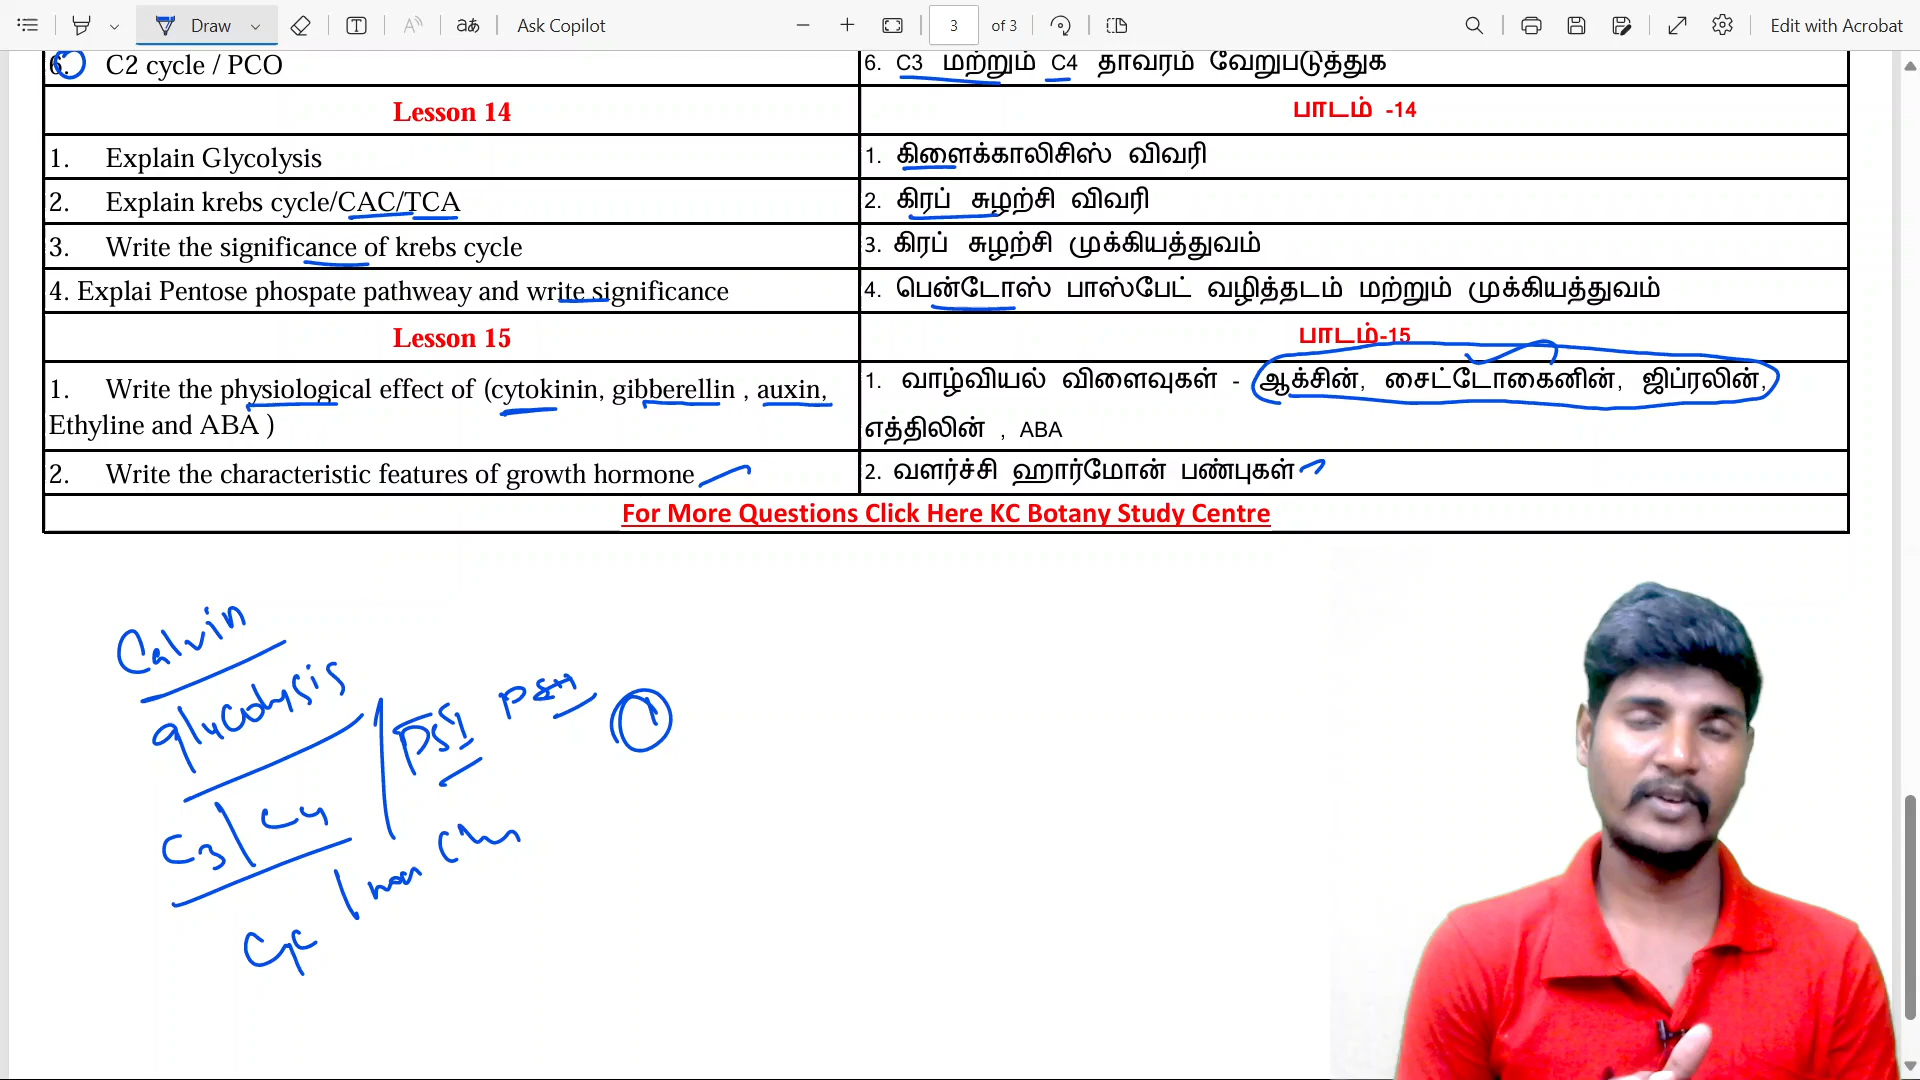 Draw
Ask Copilot
3 of 3
Edit with Acrobat
6. C2 cycle / PCO
6. C3 மற்றும் C4 தாவரம் வேறுபடுத்துக
Lesson 14
பாடம் -14
1. Explain Glycolysis
1. கிளைக்காலிசிஸ் விவரி
2. Explain krebs cycle/CAC/TCA
2. கிரப் சுழற்சி விவரி
3. Write the significance of krebs cycle
3. கிரப் சுழற்சி முக்கியத்துவம்
4. Explai Pentose phospate pathweay and write significance
4. பென்டோஸ் பாஸ்பேட் வழித்தடம் மற்றும் முக்கியத்துவம்
Lesson 15
பாடம்-15
1. Write the physiological effect of (cytokinin, gibberellin , auxin,
Ethyline and ABA )
1. வாழ்வியல் விளைவுகள் - ஆக்சின், சைட்டோகைனின், ஜிப்ரலின்,
எத்திலின் , ABA
2. Write the characteristic features of growth hormone
2. வளர்ச்சி ஹார்மோன் பண்புகள்
For More Questions Click Here KC Botany Study Centre
Calvin
glycolysis
PSI PSII
1
C3 C4
non